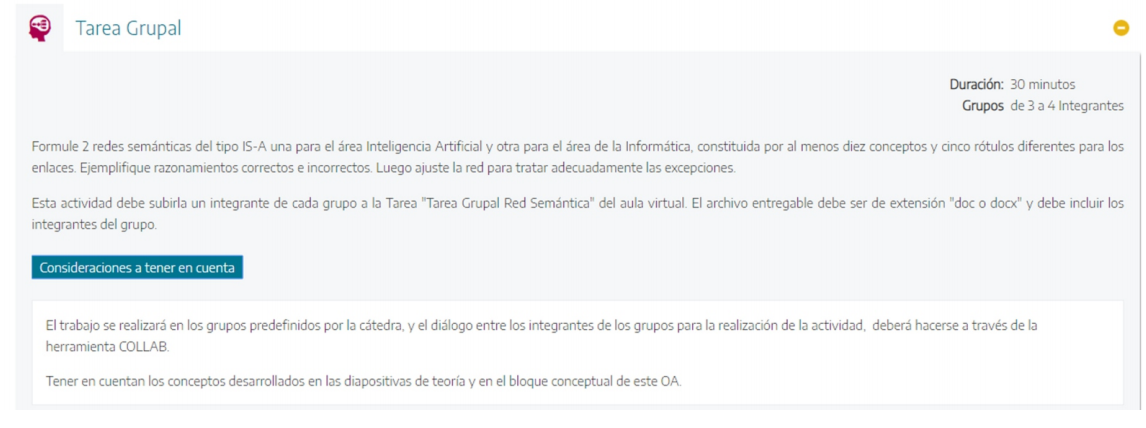 Tarea Grupal
Duración: 30 minutos
Grupos de 3 a 4 Integrantes
Formule 2 redes semánticas del tipo IS-A una para el área Inteligencia Artificial y otra para el área de la Informática, constituida por al menos diez conceptos y cinco rótulos diferentes para los
enlaces. Ejemplifique razonamientos correctos e incorrectos. Luego ajuste la red para tratar adecuadamente las excepciones.
Esta actividad debe subirla un integrante de cada grupo a la Tarea "Tarea Grupal Red Semántica" del aula virtual. El archivo entregable debe ser de extensión "doc o docx" y debe incluir los
integrantes del grupo.
Consideraciones a tener en cuenta
El trabajo se realizará en los grupos predefinidos por la cátedra, y el diálogo entre los integrantes de los grupos para la realización de la actividad, deberá hacerse a través de la
herramienta COLLAB.
Tener en cuentan los conceptos desarrollados en las diapositivas de teoría y en el bloque conceptual de este OA.